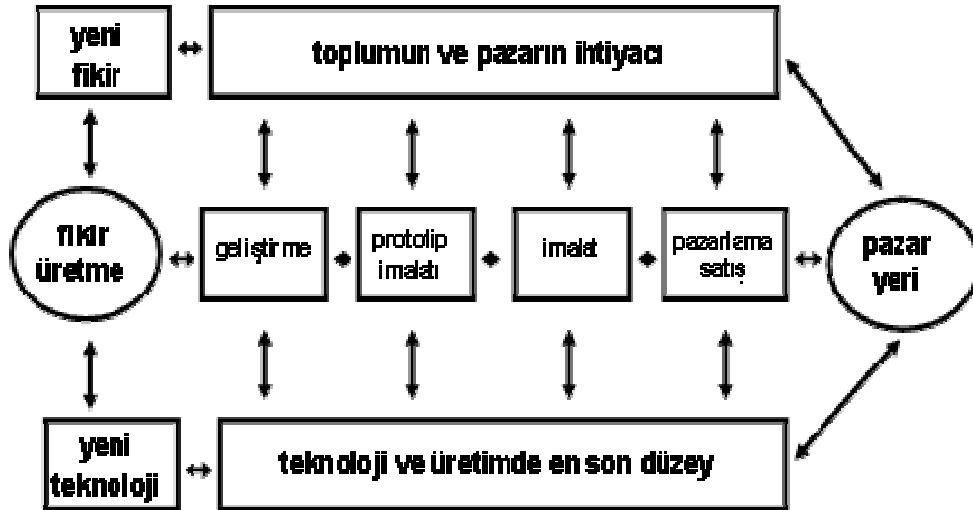 yeni
fikir
toplumun ve pazarın ihtiyacı
fikir
üretme
geliştirme
prototip
imalatı
imalat
pazarlama
satış
pazar
yeri
yeni
teknoloji
teknoloji ve üretimde en son düzey